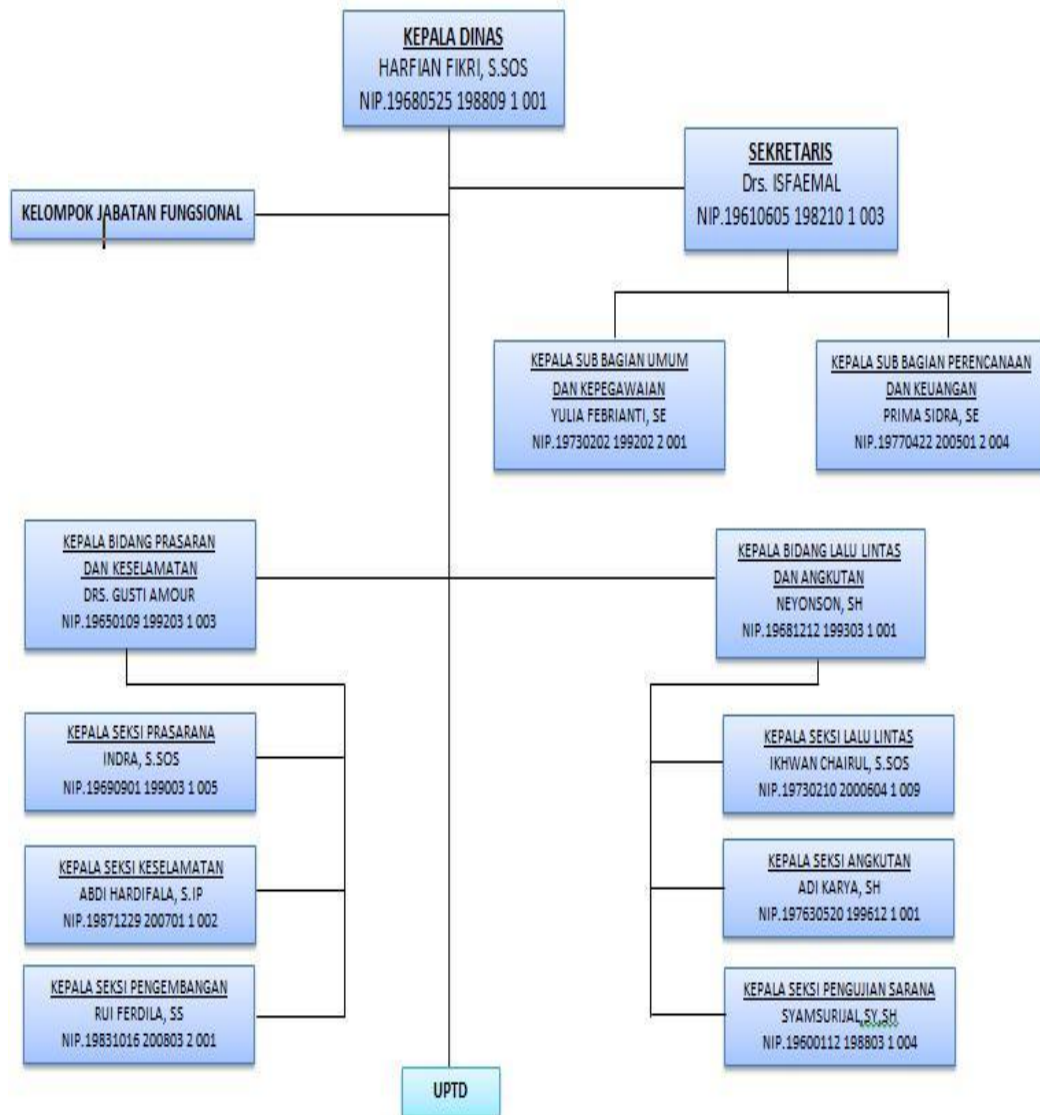 KEPALA DINAS
HARFIAN FIKRI, S.SOS
NIP.19680525 198809 1 001
SEKRETARIS
Drs. ISFAEMAL
NIP.19610605 198210 1 003
KELOMPOK JABATAN FUNGSIONAL
KEPALA SUB BAGIAN UMUM
DAN KEPEGAWAIAN
YULIA FEBRIANTI, SE
NIP.19730202 199202 2 001
KEPALA SUB BAGIAN PERENCANAAN
DAN KEUANGAN
PRIMA SIDRA, SE
NIP.19770422 200501 2 004
KEPALA BIDANG PRASARAN
DAN KESELAMATAN
DRS. GUSTI AMOUR
NIP.19650109 199203 1 003
KEPALA BIDANG LALU LINTAS
DAN ANGKUTAN
NEYONSON, SH
NIP.19681212 199303 1 001
KEPALA SEKSI PRASARANA
INDRA, S.SOS
NIP.19690901 199003 1 005
KEPALA SEKSI KESELAMATAN
ABDI HARDIFALA, S.IP
NIP.19871229 200701 1 002
KEPALA SEKSI PENGEMBANGAN
RUI FERDILA, SS
NIP.19831016 200803 2 001
KEPALA SEKSI LALU LINTAS
IKHWAN CHAIRUL, S.SOS
NIP.19730210 2000604 1 009
KEPALA SEKSI ANGKUTAN
ADI KARYA, SH
NIP.197630520 199612 1 001
KEPALA SEKSI PENGUJIAN SARANA
SYAMSURIJAL,SY,SH
NIP.19600112 198803 1 004
UPTD